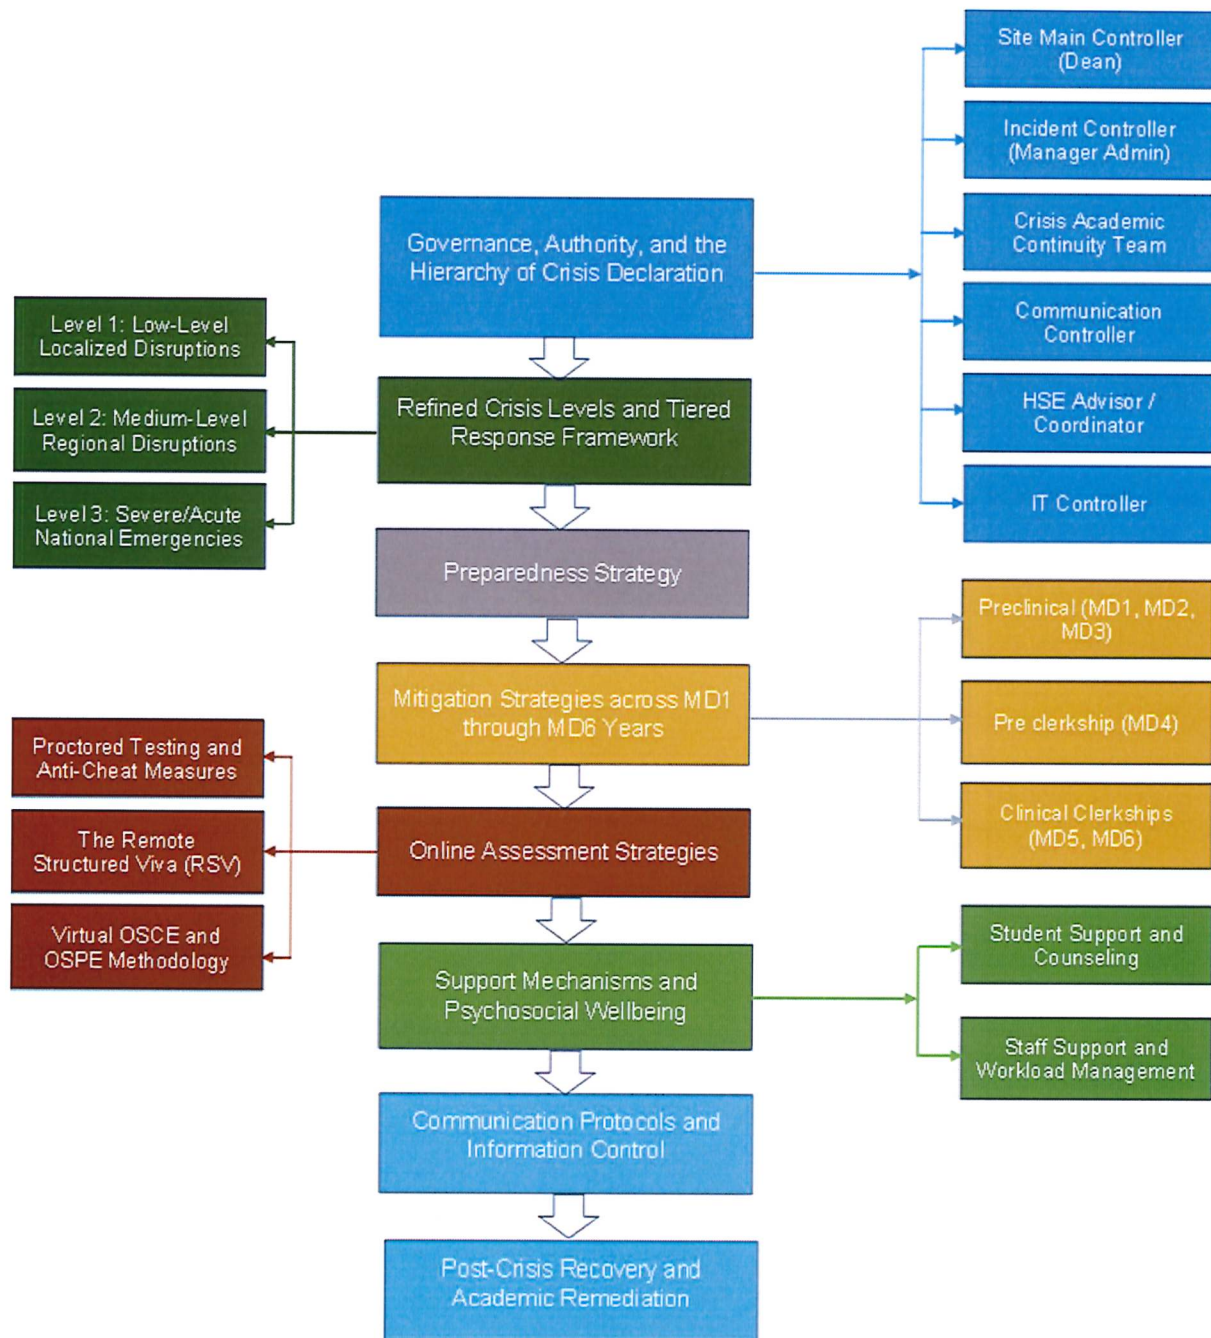 Site Main Controller
(Dean)
Incident Controller
(Manager Admin)
Crisis Academic
Continuity Team
Communication
Controller
HSE Advisor /
Coordinator
IT Controller
Governance, Authority, and the
Hierarchy of Crisis Declaration
Level 1: Low-Level
Localized Disruptions
Level 2: Medium-Level
Regional Disruptions
Level 3: Severe/Acute
National Emergencies
Refined Crisis Levels and Tiered
Response Framework
Preparedness Strategy
Mitigation Strategies across MD1
through MD6 Years
Preclinical (MD1, MD2,
MD3)
Pre clerkship (MD4)
Clinical Clerkships
(MD5, MD6)
Proctored Testing and
Anti-Cheat Measures
The Remote
Structured Viva (RSV)
Virtual OSCE and
OSPE Methodology
Online Assessment Strategies
Support Mechanisms and
Psychosocial Wellbeing
Student Support and
Counseling
Staff Support and
Workload Management
Communication Protocols and
Information Control
Post-Crisis Recovery and
Academic Remediation